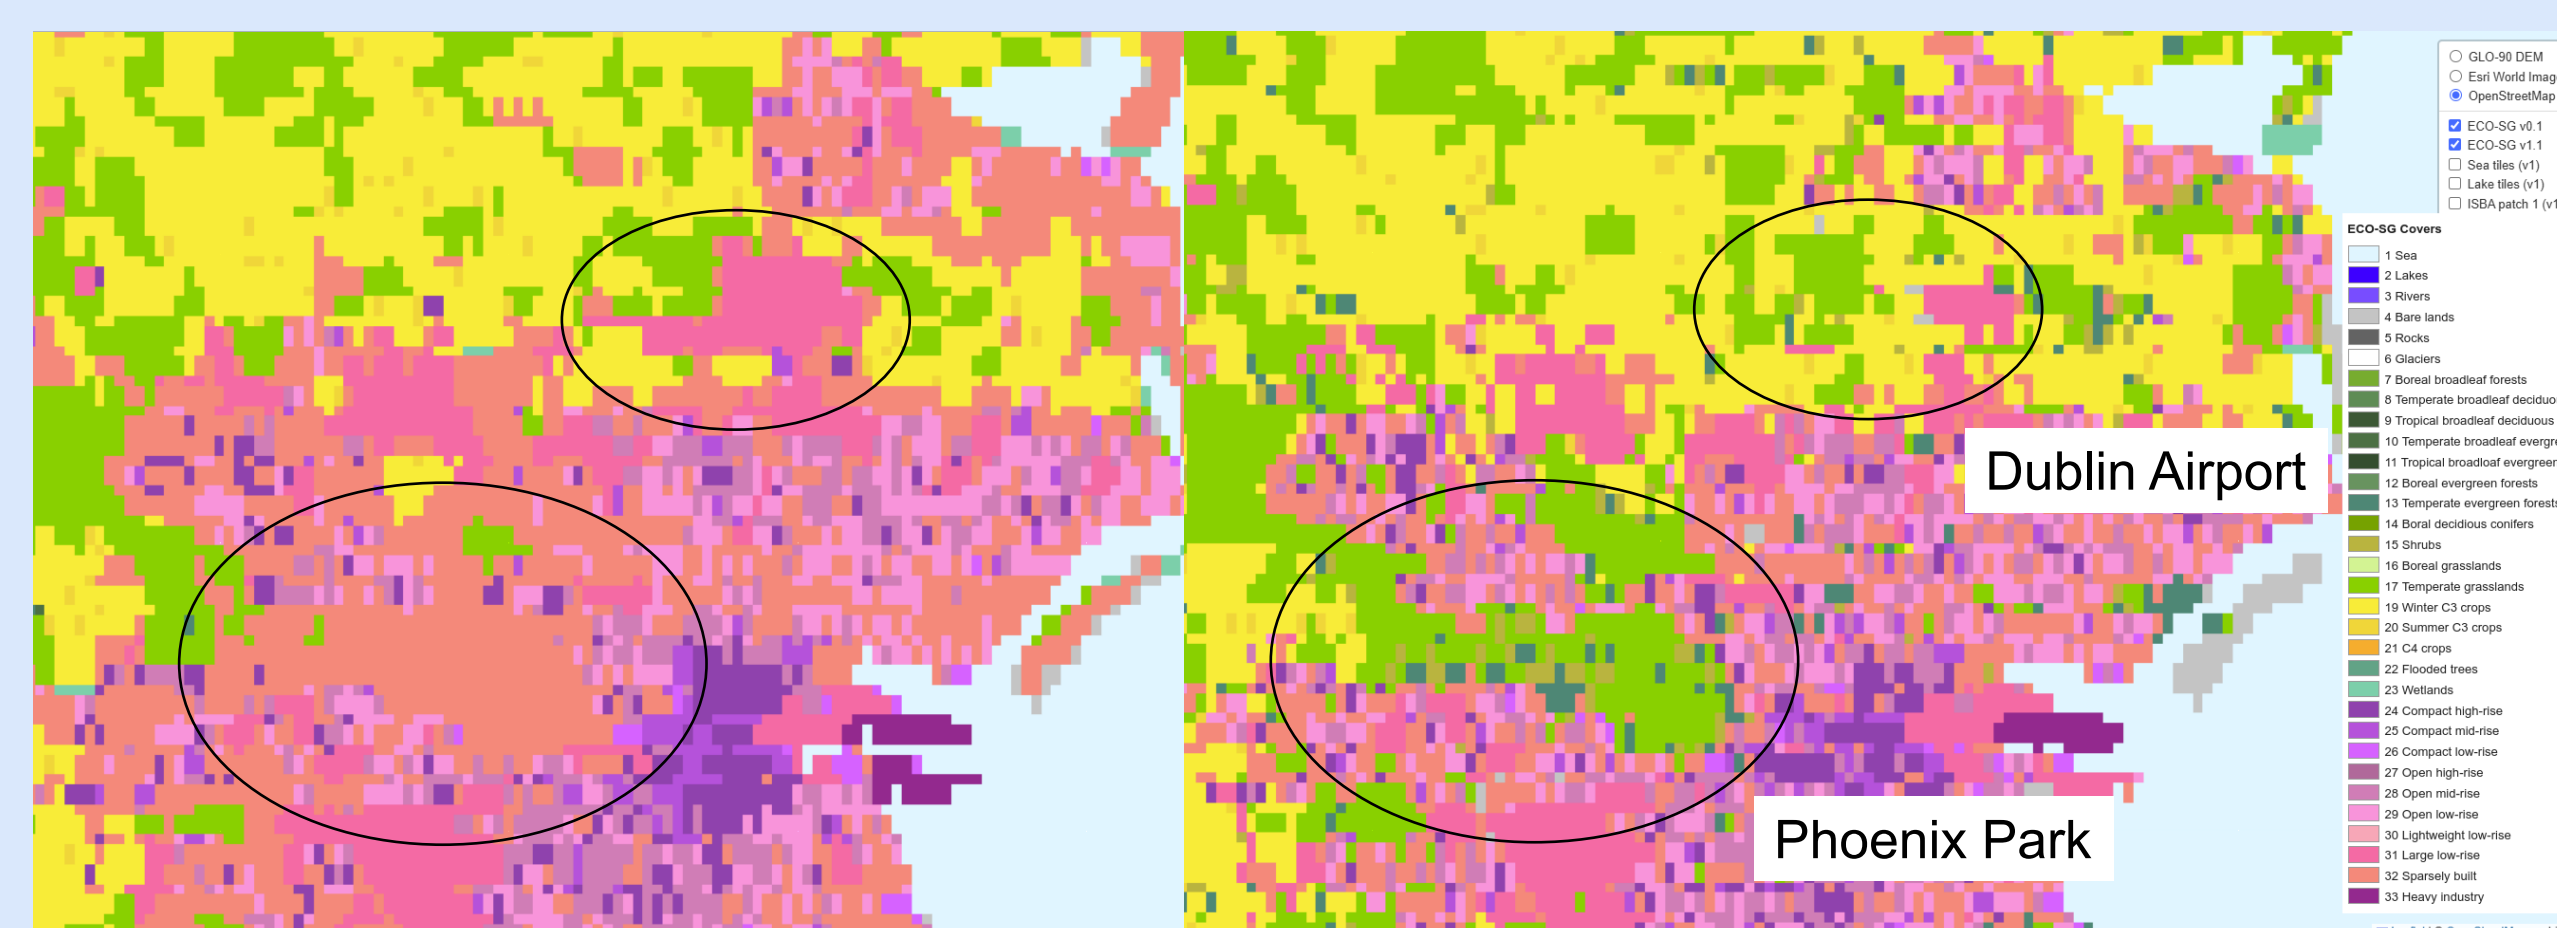 GLO-90 DEM
Esri World Imag
OpenStreetMap
ECO-SG v0.1
ECO-SG v1.1
Sea tiles (v1)
Lake tiles (v1)
ISBA patch 1 (v1
ECO-SG Covers
1 Sea
2 Lakes
3 Rivers
4 Bare lands
5 Rocks
6 Glaciers
7 Boreal broadleaf forests
8 Temperate broadleaf deciduo
9 Tropical broadleaf deciduous
10 Temperate broadleaf evergre
11 Tropical broadloaf evergreen
12 Boreal evergreen forests
13 Temperate evergreen forests
14 Boral decidious conifers
15 Shrubs
16 Boreal grasslands
17 Temperate grasslands
19 Winter C3 crops
20 Summer C3 crops
21 C4 crops
22 Flooded trees
23 Wetlands
24 Compact high-rise
25 Compact mid-rise
26 Compact low-rise
27 Open high-rise
28 Open mid-rise
29 Open low-rise
30 Lightweight low-rise
31 Large low-rise
32 Sparsely built
33 Heavy industry
Dublin Airport
Phoenix Park